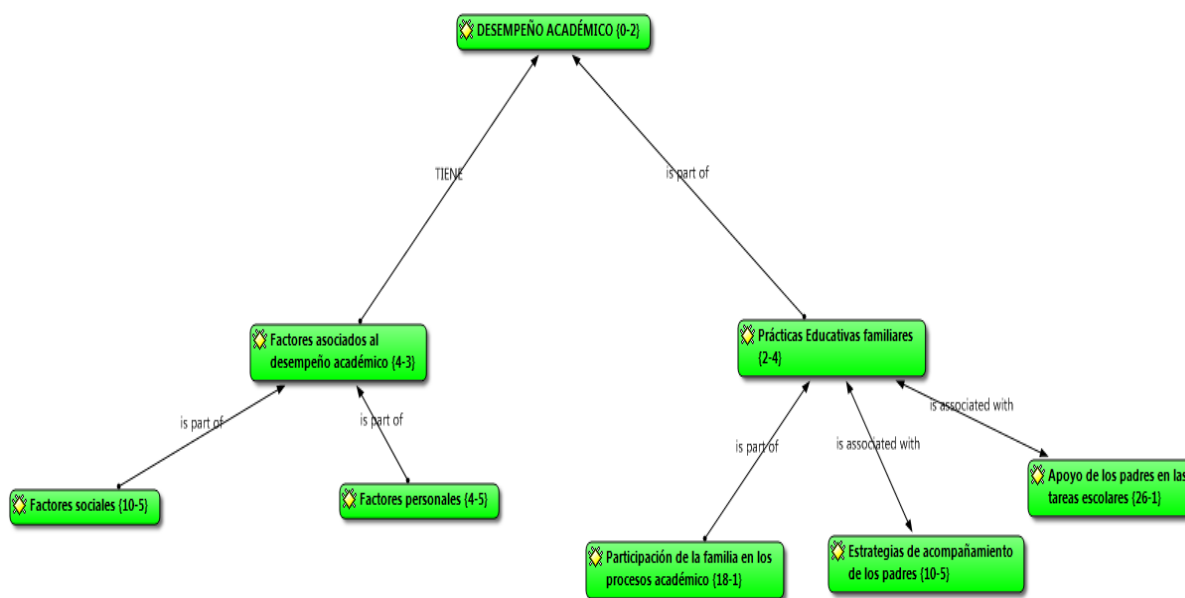 DESEMPEÑO ACADÉMICO {0-2}
TIENE
is part of
Factores asociados al
desempeño académico {4-3}
Prácticas Educativas familiares
{2-4}
is part of
is part of
is part of
is associated with
is associated with
Factores sociales {10-5}
Factores personales {4-5}
Apoyo de los padres en las
tareas escolares {26-1}
Participación de la familia en los
procesos académico {18-1}
Estrategias de acompañamiento
de los padres {10-5}